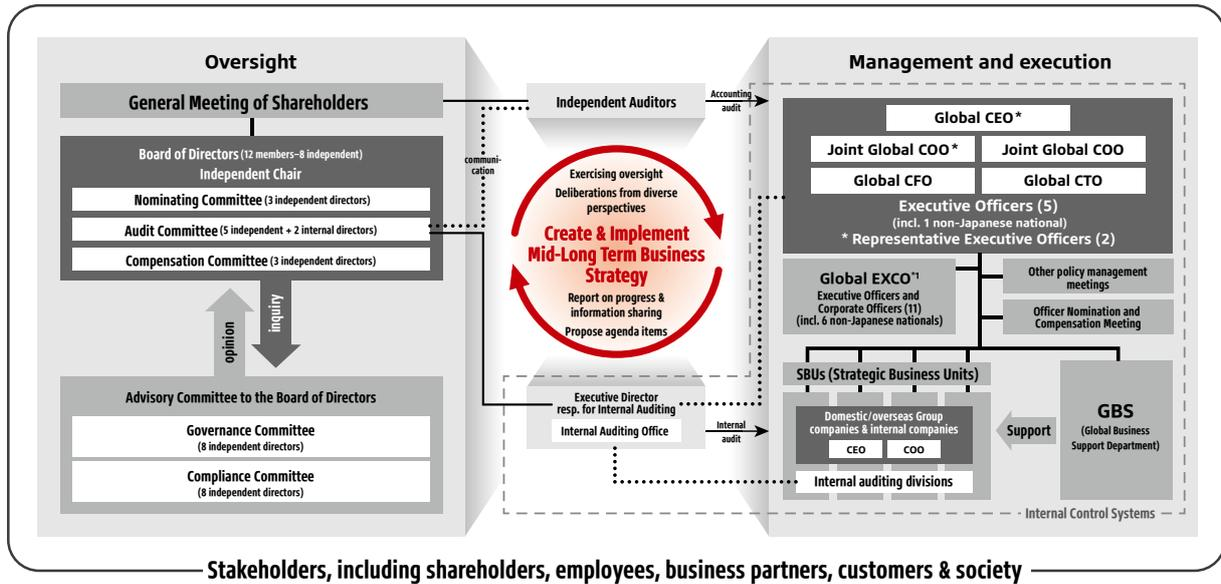 Oversight
General Meeting of Shareholders
Board of Directors (12 members–8 independent)
Independent Chair
Nominating Committee (3 independent directors)
Audit Committee (5 independent + 2 internal directors)
Compensation Committee (3 independent directors)
opinion
inquiry
Advisory Committee to the Board of Directors
Governance Committee
(8 independent directors)
Compliance Committee
(8 independent directors)
communi-
cation
Independent Auditors
Accounting
audit
Exercising oversight
Deliberations from diverse
perspectives
Create & Implement
Mid-Long Term Business
Strategy
Report on progress &
information sharing
Propose agenda items
Executive Director
resp. for Internal Auditing
Internal Auditing Office
Internal
audit
Management and execution
Global CEO*
Joint Global COO*
Joint Global COO
Global CFO
Global CTO
Executive Officers (5)
(incl. 1 non-Japanese national)
* Representative Executive Officers (2)
Global EXCO*1
Executive Officers and
Corporate Officers (11)
(incl. 6 non-Japanese nationals)
Other policy management
meetings
Officer Nomination and
Compensation Meeting
SBUs (Strategic Business Units)
Domestic/overseas Group
companies & internal companies
CEO
COO
Internal auditing divisions
Support
GBS
(Global Business
Support Department)
Internal Control Systems
Stakeholders, including shareholders, employees, business partners, customers & society